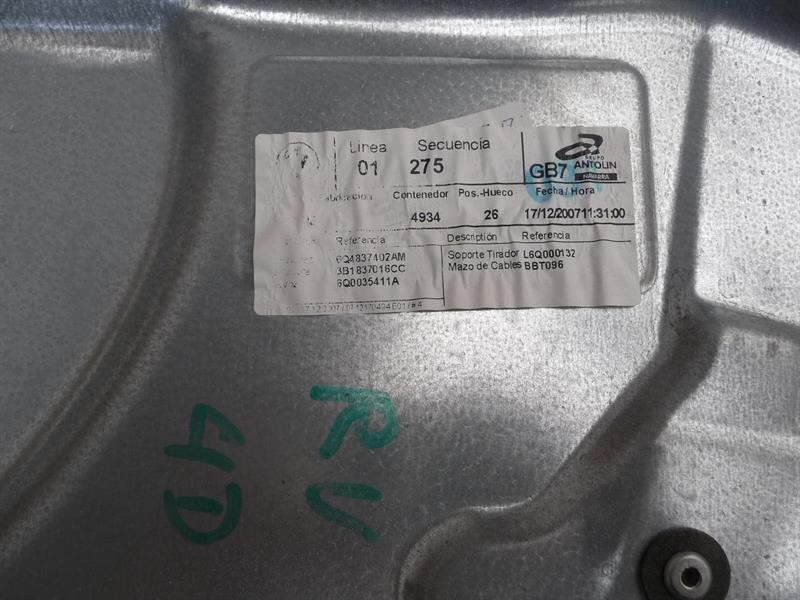 Linea Secuencia
01 275
GB7 GRUPO ANTOLIN NAVARRA
Contenedor Pos.-Hueco Fecha/Hora
4934 26 17/12/200711:31:00
Referencia Descriptión Referencia
6Q4837402AM Soporte Tirador L6Q000132
3B1837016CC Mazo de Cables BBT096
6Q0035411A
RV
4D